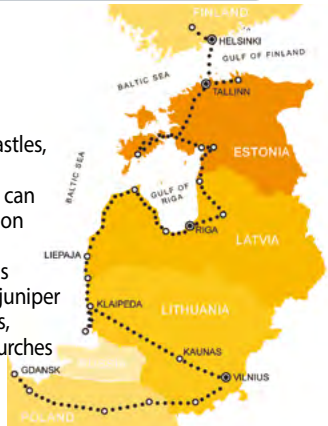 FINLAND
HELSINKI
GULF OF FINLAND
BALTIC SEA
TALLINN
astles,
ESTONIA
can
on
BALTIC SEA
GULF OF
RIGA
RIGA
LATVIA
LIEPAJA
s
juniper
KLAIPEDA
LITHUANIA
s,
urches
KAUNAS
GDANSK
VILNIUS
POLAND